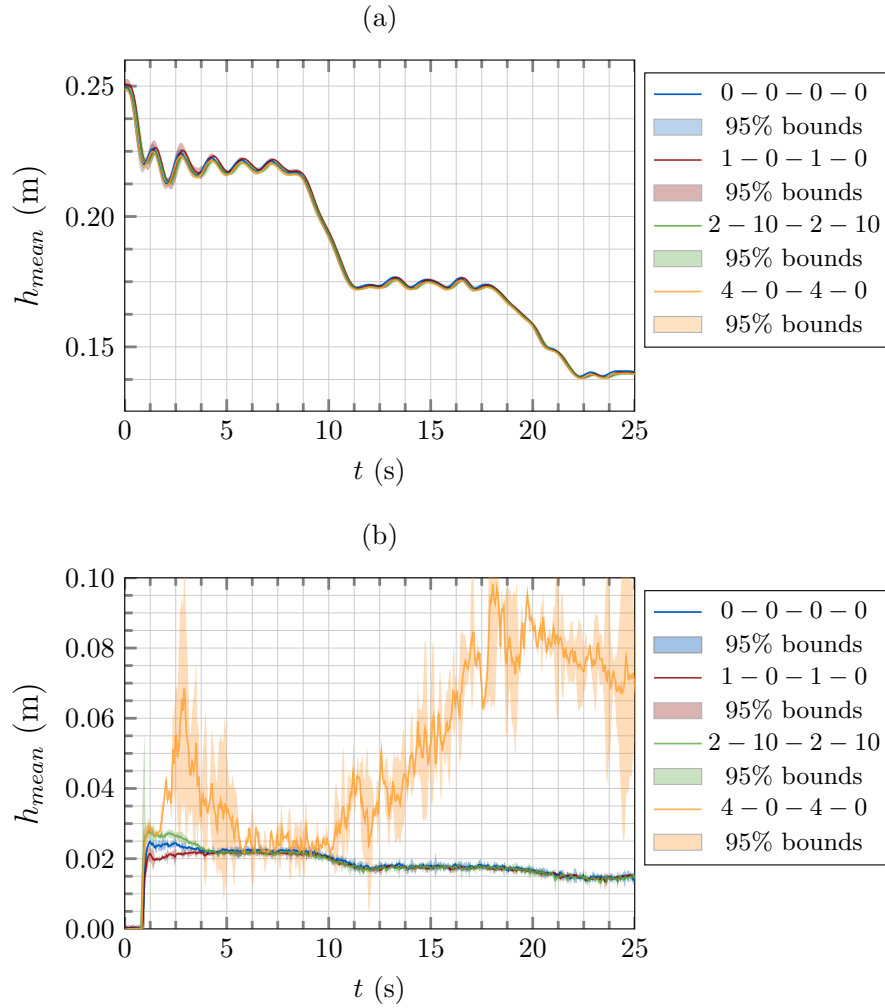 (a)
0.25
0.20
0.15
h_mean (m)
0 5 10 15 20 25
t (s)
0 − 0 − 0 − 0
95% bounds
1 − 0 − 1 − 0
95% bounds
2 − 10 − 2 − 10
95% bounds
4 − 0 − 4 − 0
95% bounds
(b)
0.10
0.08
0.06
0.04
0.02
0.00
h_mean (m)
0 5 10 15 20 25
t (s)
0 − 0 − 0 − 0
95% bounds
1 − 0 − 1 − 0
95% bounds
2 − 10 − 2 − 10
95% bounds
4 − 0 − 4 − 0
95% bounds